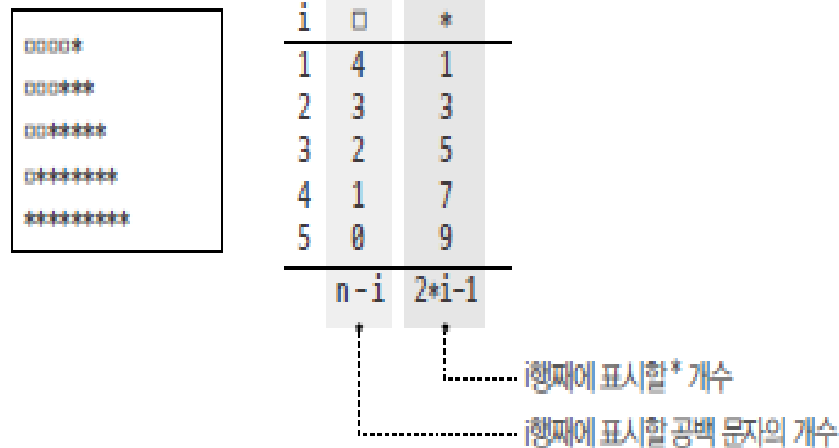 □□□□*
□□□***
□□*****
□*******
*********
i □ *
1 4 1
2 3 3
3 2 5
4 1 7
5 0 9
n-i 2*i-1
i행째에 표시할 * 개수
i행째에 표시할 공백 문자의 개수